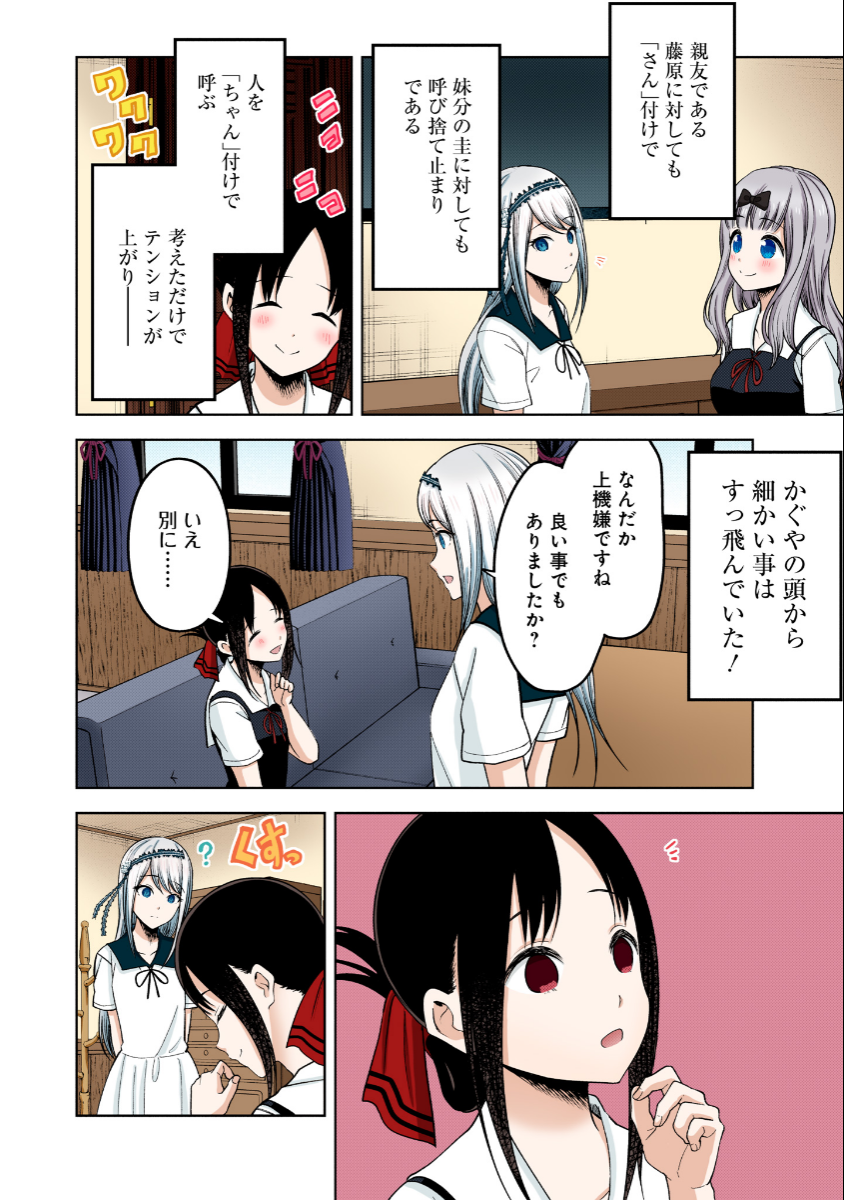 親友である
藤原に対しても
「さん」付けで
妹分の圭に対しても
呼び捨て止まり
である
人を
「ちゃん」付けで
呼ぶ
ニコ
ニコ
ワク
ワク
ワク
ワク
考えただけで
テンションが
上がり――
かぐやの頭から
細かい事は
すっ飛んでいた!
なんだか
上機嫌ですね
良い事でも
ありましたか?
いえ
別に……
くすっ
?